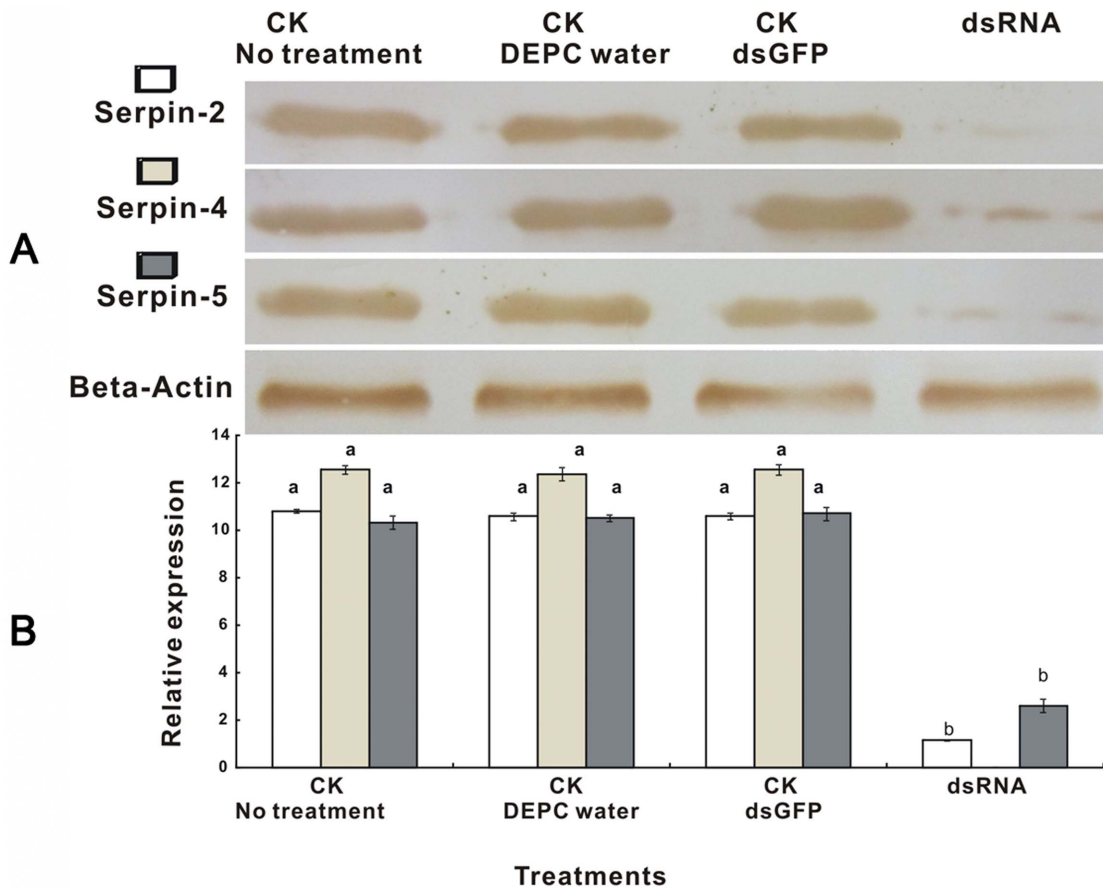 CK
No treatment
CK
DEPC water
CK
dsGFP
dsRNA
Serpin-2
Serpin-4
Serpin-5
Beta-Actin
A
B
Relative expression
14
12
10
8
6
4
2
0
a
a
a
a
a
a
a
a
a
b
b
CK
No treatment
CK
DEPC water
CK
dsGFP
dsRNA
Treatments